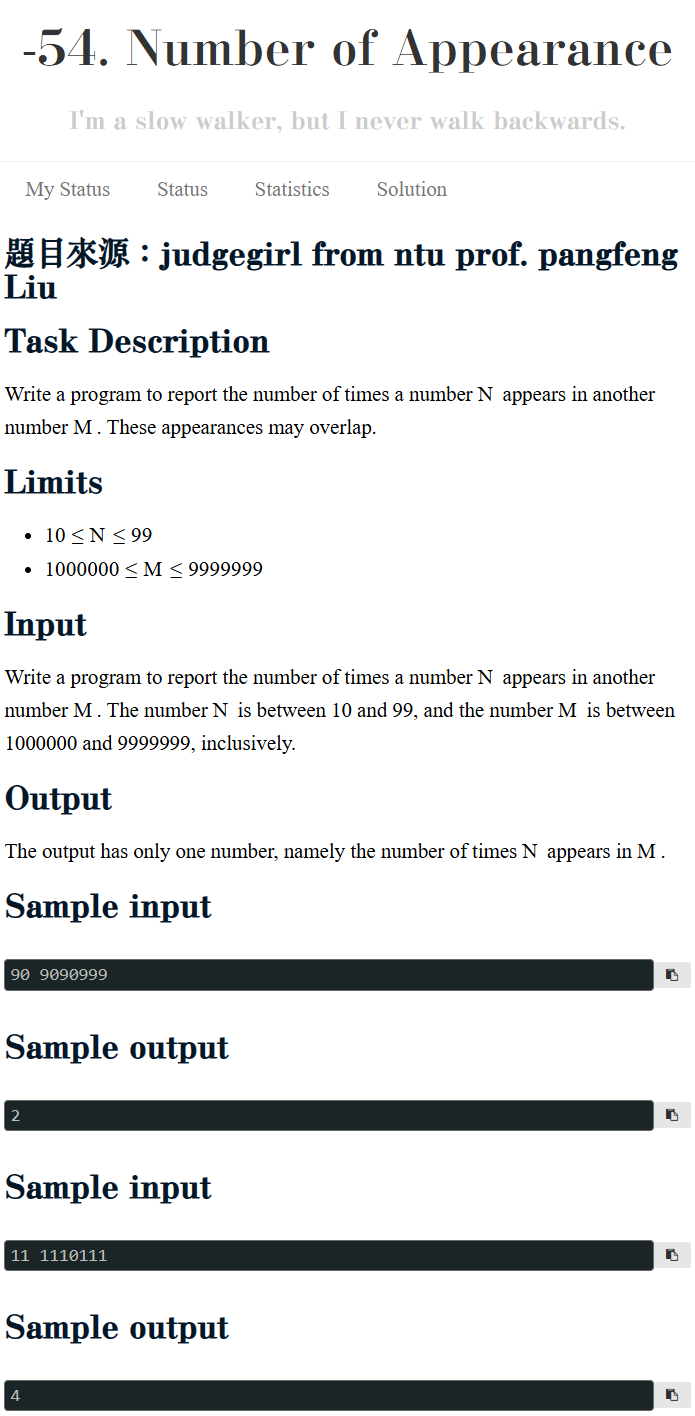 -54. Number of Appearance
I'm a slow walker, but I never walk backwards.
My Status Status Statistics Solution
題目來源：judgegirl from ntu prof. pangfeng
Liu
Task Description
Write a program to report the number of times a number N appears in another
number M . These appearances may overlap.
Limits
• 10 ≤ N ≤ 99
• 1000000 ≤ M ≤ 9999999
Input
Write a program to report the number of times a number N appears in another
number M . The number N is between 10 and 99, and the number M is between
1000000 and 9999999, inclusively.
Output
The output has only one number, namely the number of times N appears in M .
Sample input
90 9090999
Sample output
2
Sample input
11 1110111
Sample output
4